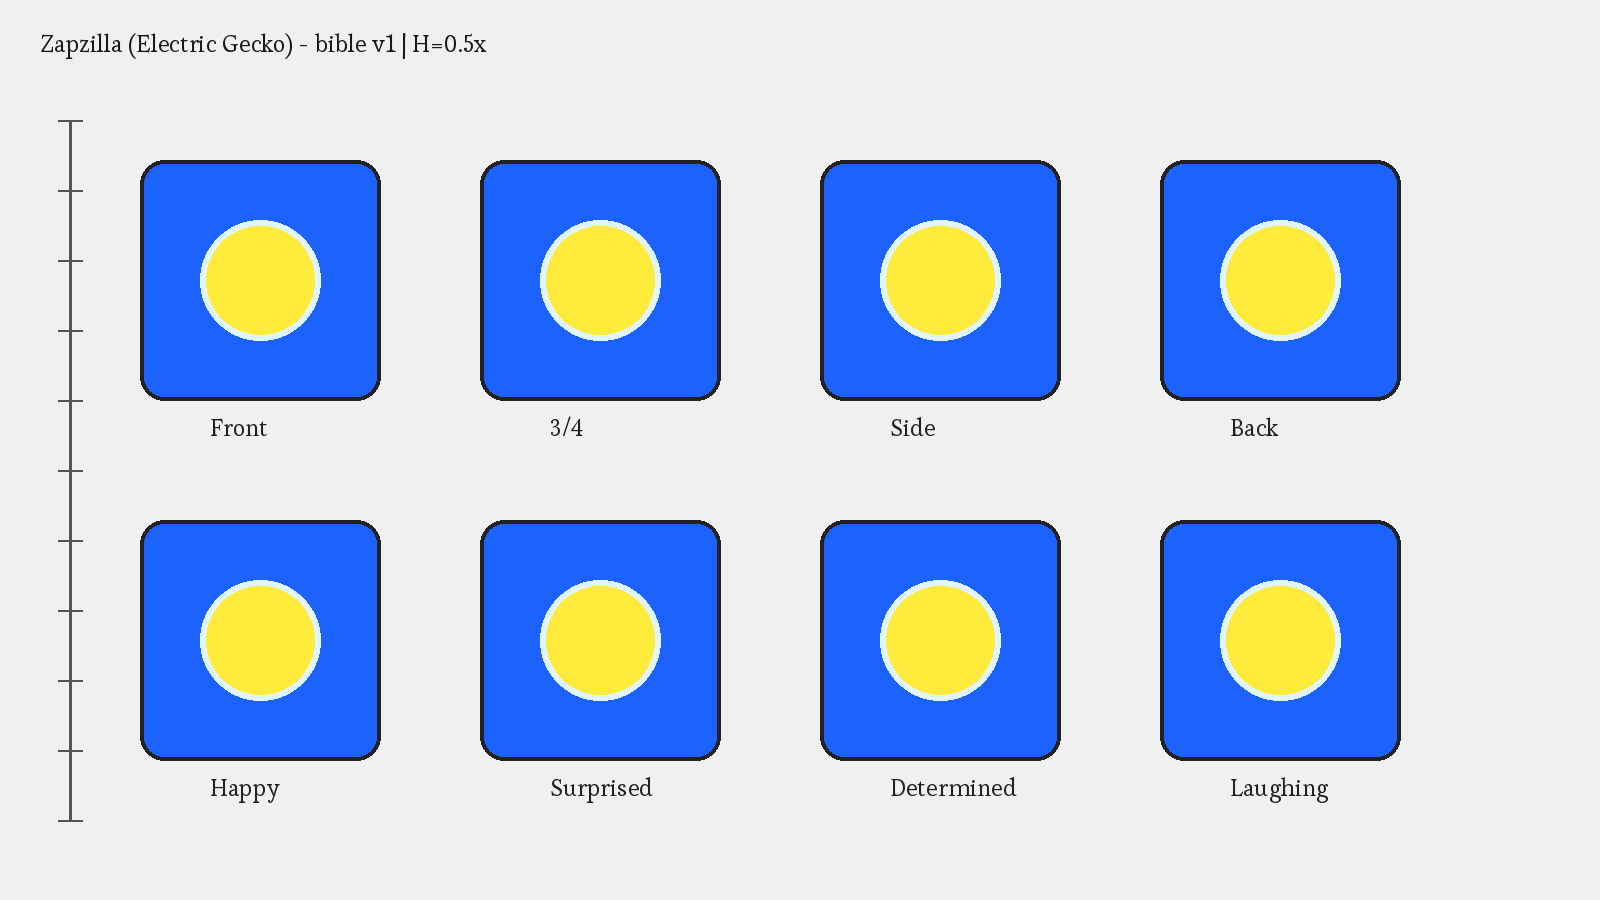 Zapzilla (Electric Gecko) - bible v1 | H=0.5x
Front
3/4
Side
Back
Happy
Surprised
Determined
Laughing